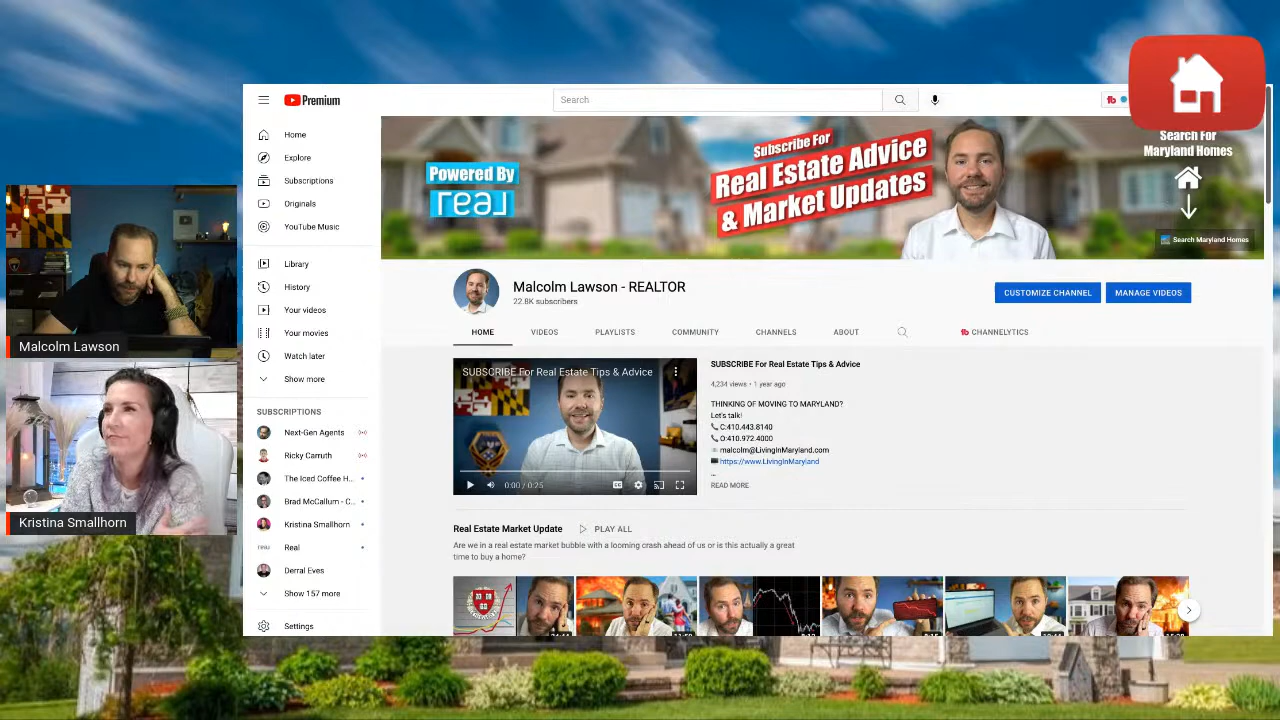 Premium
Search
Home
Explore
Subscriptions
Originals
YouTube Music
Library
History
Your videos
Your movies
Watch later
Show more
SUBSCRIPTIONS
Next-Gen Agents
Ricky Carruth
The Iced Coffee H...
Brad McCallum - C...
Kristina Smallhorn
Real
Derral Eves
Show 157 more
Settings
Malcolm Lawson
Kristina Smallhorn
Powered By
real
Subscribe For
Real Estate Advice
& Market Updates
Search For
Maryland Homes
Search Maryland Homes
Malcolm Lawson - REALTOR
22.8K subscribers
CUSTOMIZE CHANNEL
MANAGE VIDEOS
HOME
VIDEOS
PLAYLISTS
COMMUNITY
CHANNELS
ABOUT
CHANNELYTICS
SUBSCRIBE For Real Estate Tips & Advice
0:00 / 0:25
SUBSCRIBE For Real Estate Tips & Advice
4,234 views • 1 year ago
THINKING OF MOVING TO MARYLAND?
Let's talk!
C:410.443.8140
O:410.972.4000
malcolm@LivingInMaryland.com
https://www.LivingInMaryland
...
READ MORE
Real Estate Market Update
PLAY ALL
Are we in a real estate market bubble with a looming crash ahead of us or is this actually a great
time to buy a home?